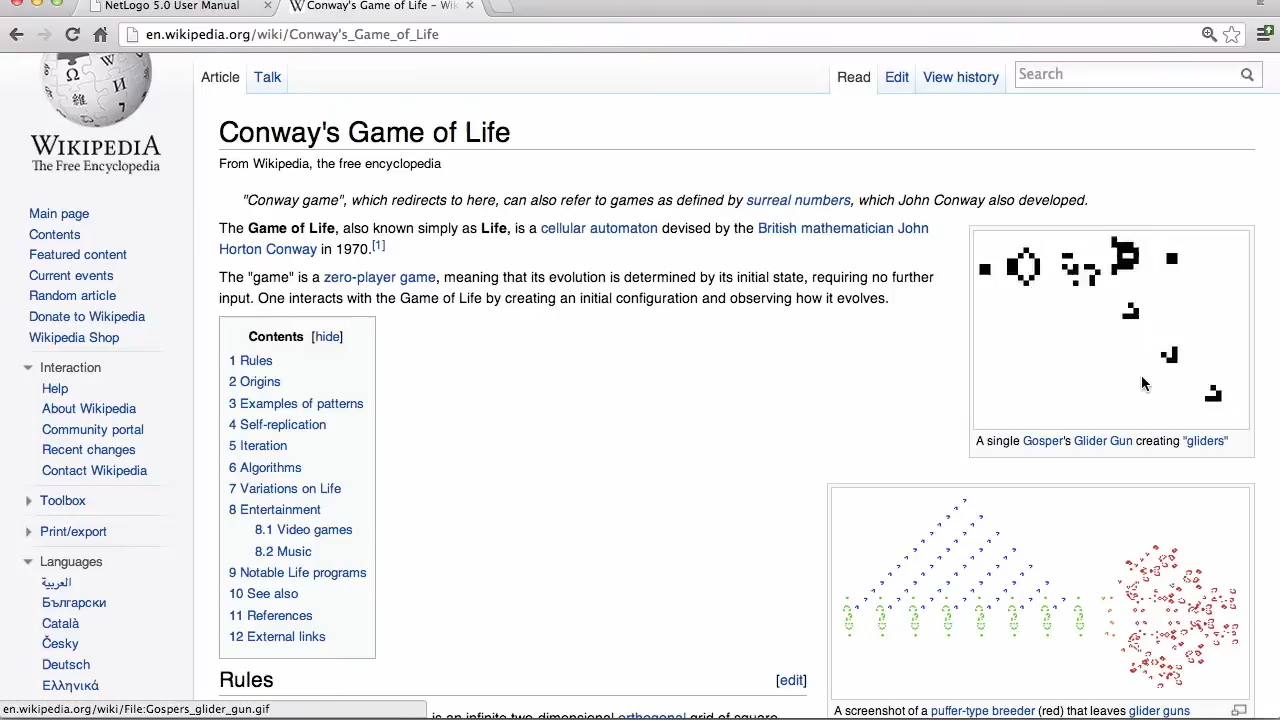 NetLogo 5.0 User Manual
Conway's Game of Life – Wik
en.wikipedia.org/wiki/Conway's_Game_of_Life
WIKIPEDIA
The Free Encyclopedia
Main page
Contents
Featured content
Current events
Random article
Donate to Wikipedia
Wikipedia Shop
Interaction
Help
About Wikipedia
Community portal
Recent changes
Contact Wikipedia
Toolbox
Print/export
Languages
العربية
Български
Català
Česky
Deutsch
Ελληνικά
Article Talk Read Edit View history Search
Conway's Game of Life
From Wikipedia, the free encyclopedia
"Conway game", which redirects to here, can also refer to games as defined by surreal numbers, which John Conway also developed.
The Game of Life, also known simply as Life, is a cellular automaton devised by the British mathematician John
Horton Conway in 1970.[1]
The "game" is a zero-player game, meaning that its evolution is determined by its initial state, requiring no further
input. One interacts with the Game of Life by creating an initial configuration and observing how it evolves.
Contents [hide]
1 Rules
2 Origins
3 Examples of patterns
4 Self-replication
5 Iteration
6 Algorithms
7 Variations on Life
8 Entertainment
8.1 Video games
8.2 Music
9 Notable Life programs
10 See also
11 References
12 External links
A single Gosper's Glider Gun creating "gliders"
A screenshot of a puffer-type breeder (red) that leaves glider guns
Rules [edit]
is an infinite two-dimensional orthogonal grid of square
en.wikipedia.org/wiki/File:Gospers_glider_gun.gif